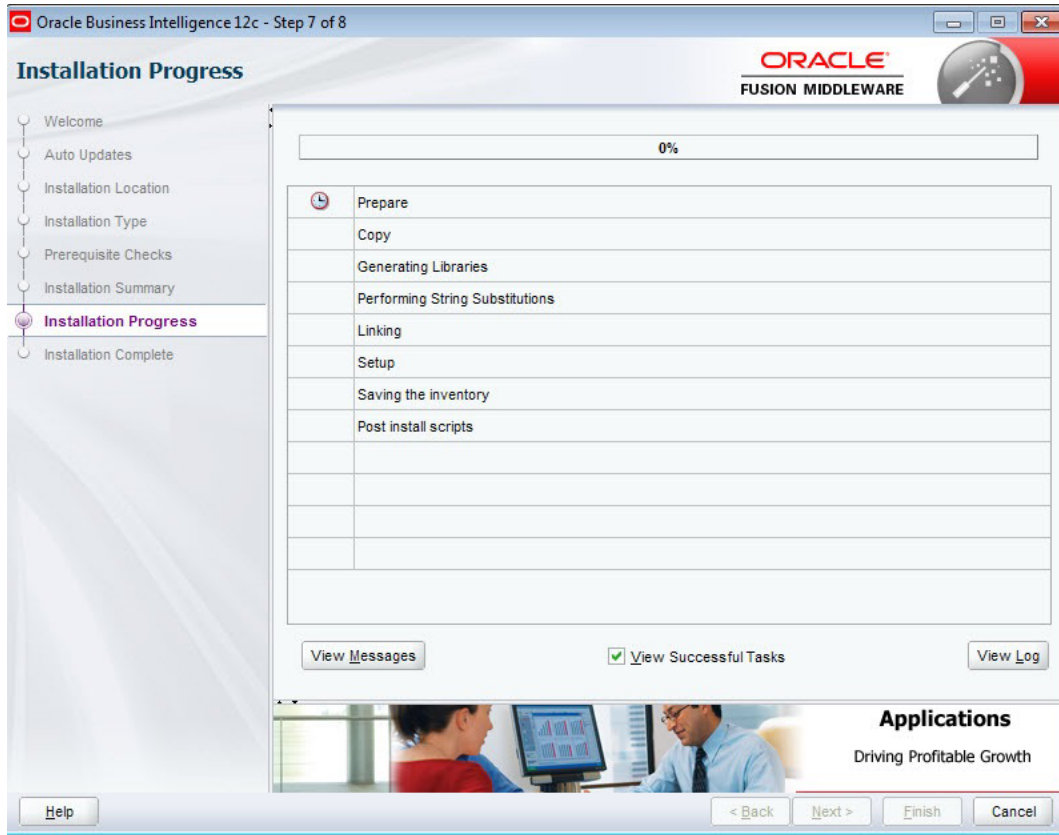 Oracle Business Intelligence 12c - Step 7 of 8
Installation Progress
ORACLE®
FUSION MIDDLEWARE
Welcome
Auto Updates
Installation Location
Installation Type
Prerequisite Checks
Installation Summary
Installation Progress
Installation Complete
0%
Prepare
Copy
Generating Libraries
Performing String Substitutions
Linking
Setup
Saving the inventory
Post install scripts
View Messages
View Successful Tasks
View Log
Applications
Driving Profitable Growth
Help
< Back
Next >
Finish
Cancel